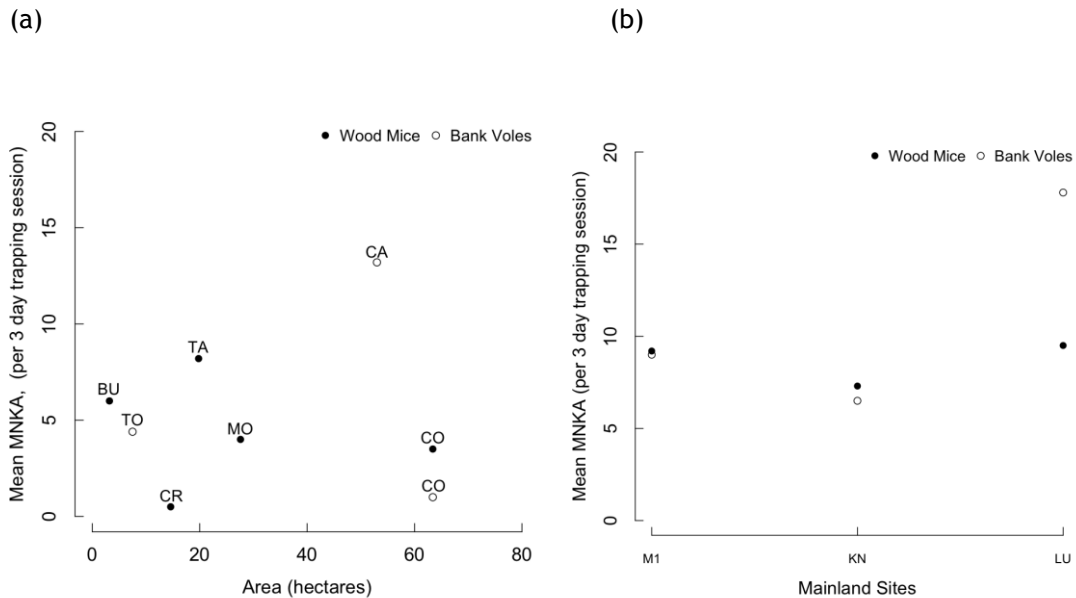 (a)
(b)
Wood Mice Bank Voles
Mean MNKA, (per 3 day trapping session)
20
15
10
5
0
CA
TA
BU
TO
MO
CO
CO
CR
0 20 40 60 80
Area (hectares)
Wood Mice Bank Voles
Mean MNKA (per 3 day trapping session)
20
15
10
5
0
M1 KN LU
Mainland Sites